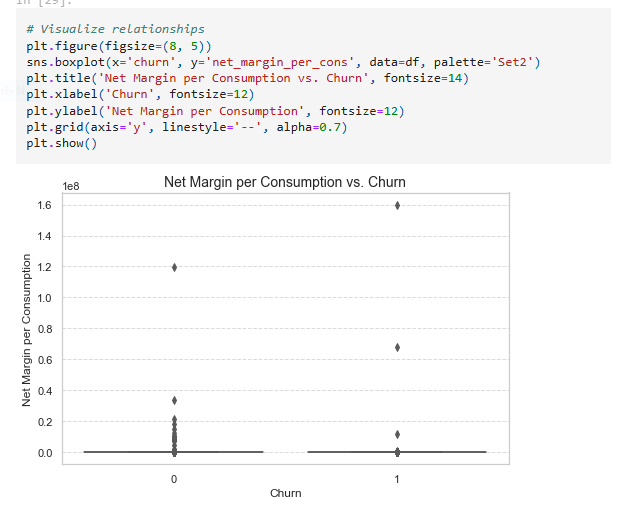 In [29]:
# Visualize relationships
plt.figure(figsize=(8, 5))
sns.boxplot(x='churn', y='net_margin_per_cons', data=df, palette='Set2')
plt.title('Net Margin per Consumption vs. Churn', fontsize=14)
plt.xlabel('Churn', fontsize=12)
plt.ylabel('Net Margin per Consumption', fontsize=12)
plt.grid(axis='y', linestyle='--', alpha=0.7)
plt.show()
1e8
Net Margin per Consumption vs. Churn
1.6
1.4
1.2
1.0
0.8
0.6
0.4
0.2
0.0
Net Margin per Consumption
0
1
Churn